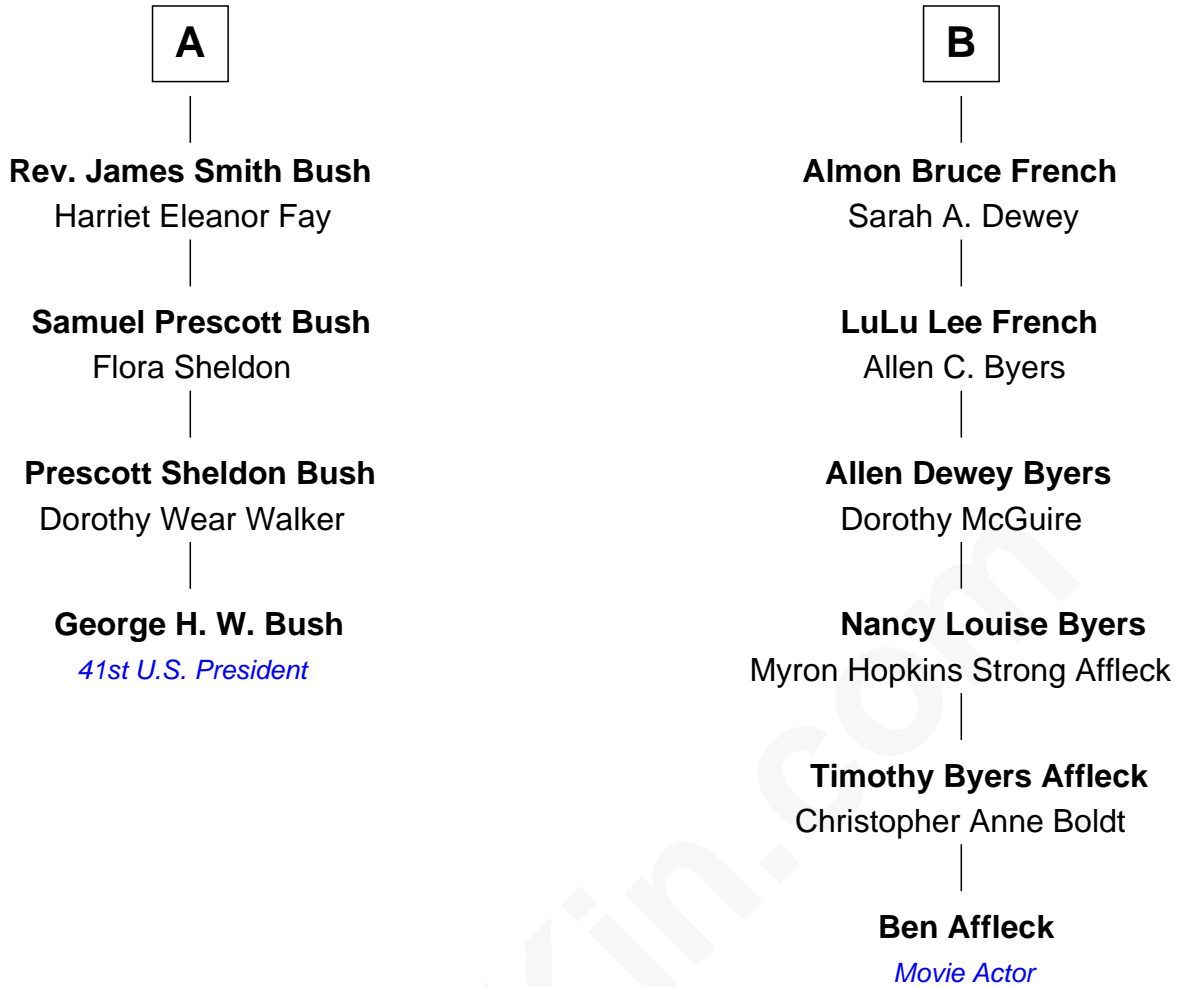 A
Rev. James Smith Bush
Harriet Eleanor Fay
Samuel Prescott Bush
Flora Sheldon
Prescott Sheldon Bush
Dorothy Wear Walker
George H. W. Bush
41st U.S. President
B
Almon Bruce French
Sarah A. Dewey
LuLu Lee French
Allen C. Byers
Allen Dewey Byers
Dorothy McGuire
Nancy Louise Byers
Myron Hopkins Strong Affleck
Timothy Byers Affleck
Christopher Anne Boldt
Ben Affleck
Movie Actor
Kin.com